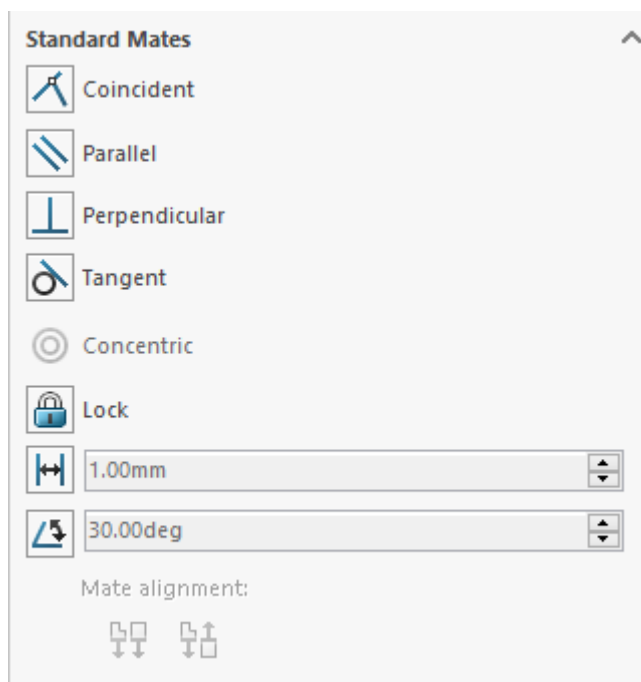 Standard Mates
Coincident
Parallel
Perpendicular
Tangent
Concentric
Lock
1.00mm
30.00deg
Mate alignment: